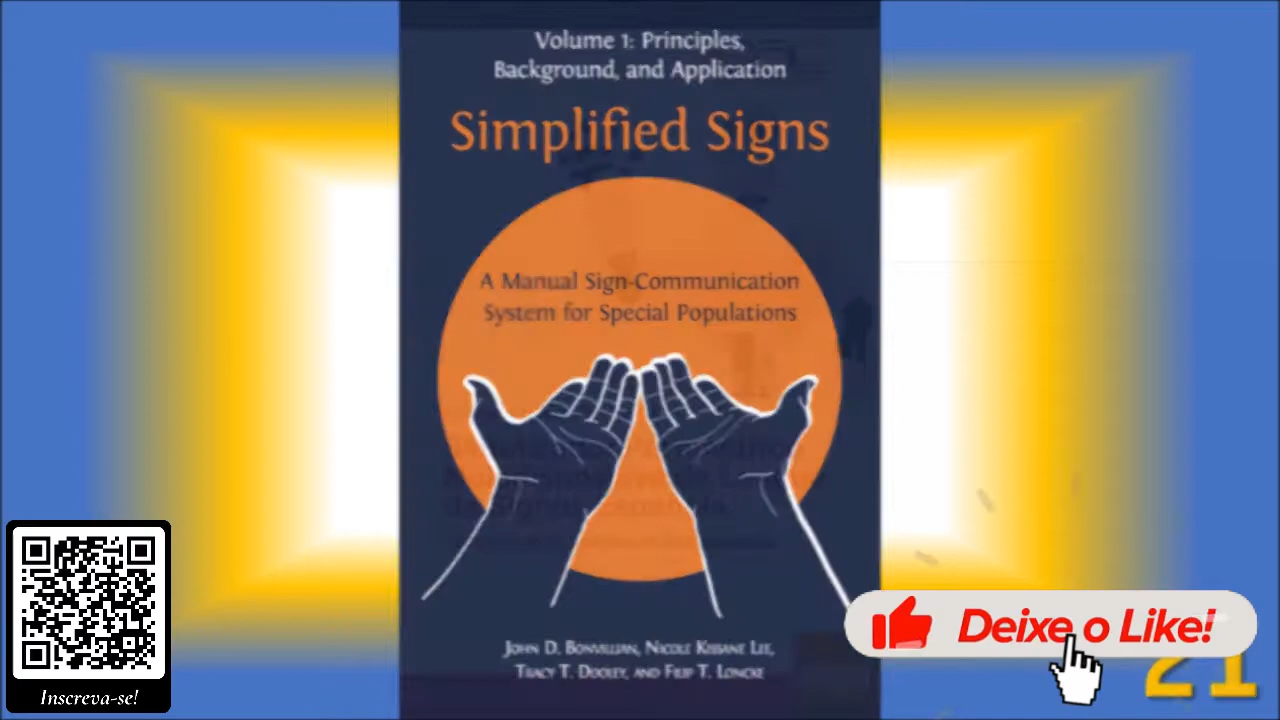 Volume 1: Principles,
Background, and Application
Simplified Signs
A Manual Sign-Communication
System for Special Populations
John D. Bonvillian, Nicole Kissane Lee,
Tracy T. Dooley, and Filip T. Loncke
Inscreva-se!
Deixe o Like!
21